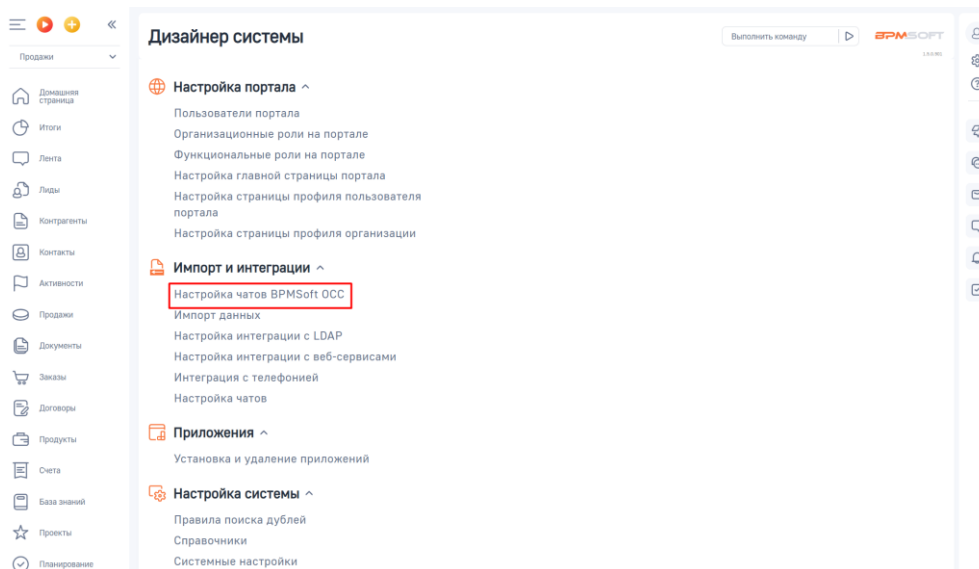 Продажи
Домашняя
страница
Итоги
Лента
Лиды
Контрагенты
Контакты
Активности
Продажи
Документы
Заказы
Договоры
Продукты
Счета
База знаний
Проекты
Планирование
Дизайнер системы
Выполнить команду
BPMSOFT
Настройка портала
Пользователи портала
Организационные роли на портале
Функциональные роли на портале
Настройка главной страницы портала
Настройка страницы профиля пользователя
портала
Настройка страницы профиля организации
Импорт и интеграции
Настройка чатов BPMSoft OCC
Импорт данных
Настройка интеграции с LDAP
Настройка интеграции с веб-сервисами
Интеграция с телефонией
Настройка чатов
Приложения
Установка и удаление приложений
Настройка системы
Правила поиска дублей
Справочники
Системные настройки